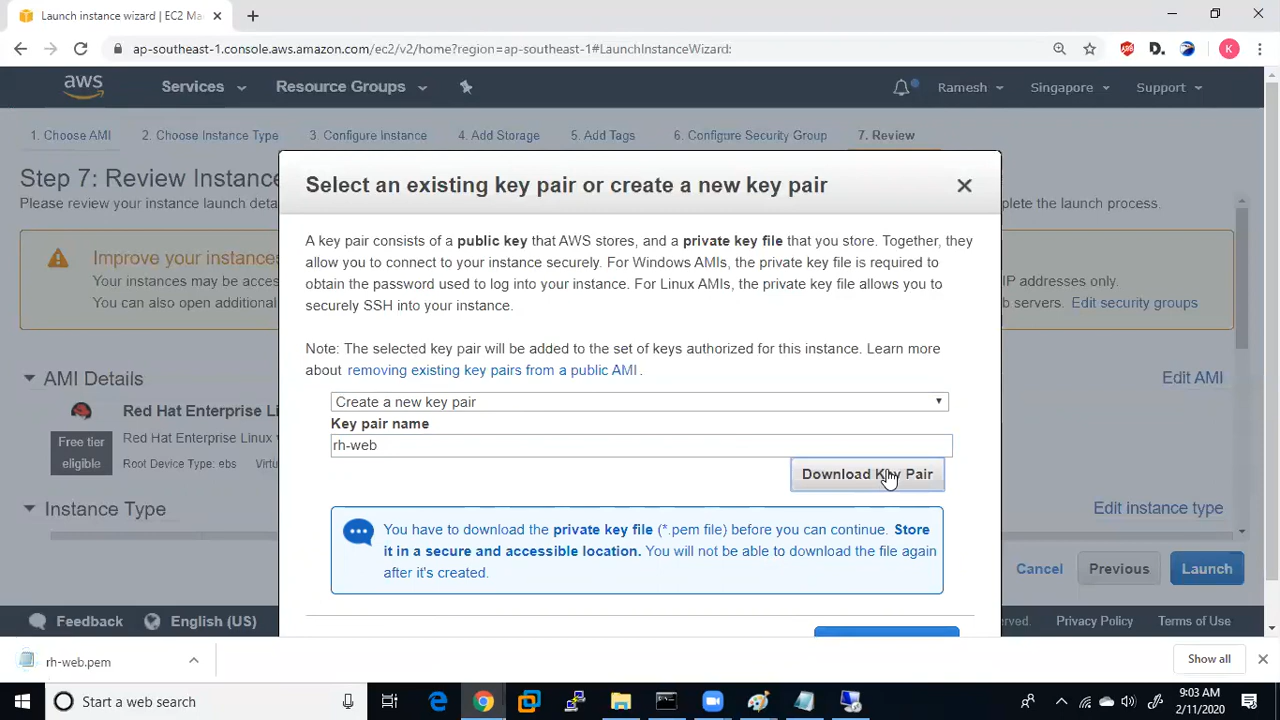 Launch instance wizard | EC2 Ma
ap-southeast-1.console.aws.amazon.com/ec2/v2/home?region=ap-southeast-1#LaunchInstanceWizard:
ABP
D.
K
aws
Services
Resource Groups
Ramesh
Singapore
Support
1. Choose AMI
2. Choose Instance Type
3. Configure Instance
4. Add Storage
5. Add Tags
6. Configure Security Group
7. Review
Step 7: Review Instanc
Please review your instance launch deta
plete the launch process.
Select an existing key pair or create a new key pair
A key pair consists of a public key that AWS stores, and a private key file that you store. Together, they
allow you to connect to your instance securely. For Windows AMIs, the private key file is required to
obtain the password used to log into your instance. For Linux AMIs, the private key file allows you to
securely SSH into your instance.
Improve your instance
Your instances may be acces
IP addresses only.
You can also open additional
b servers. Edit security groups
Note: The selected key pair will be added to the set of keys authorized for this instance. Learn more
about removing existing key pairs from a public AMI .
AMI Details
Edit AMI
Red Hat Enterprise Li
Free tier
eligible
Red Hat Enterprise Linux
Root Device Type: ebs
Virtu
Create a new key pair
Key pair name
rh-web
Download Key Pair
Instance Type
Edit instance type
You have to download the private key file (*.pem file) before you can continue. Store
it in a secure and accessible location. You will not be able to download the file again
after it's created.
Cancel
Previous
Launch
Feedback
English (US)
erved.
Privacy Policy
Terms of Use
rh-web.pem
Show all
Start a web search
9:03 AM
2/11/2020